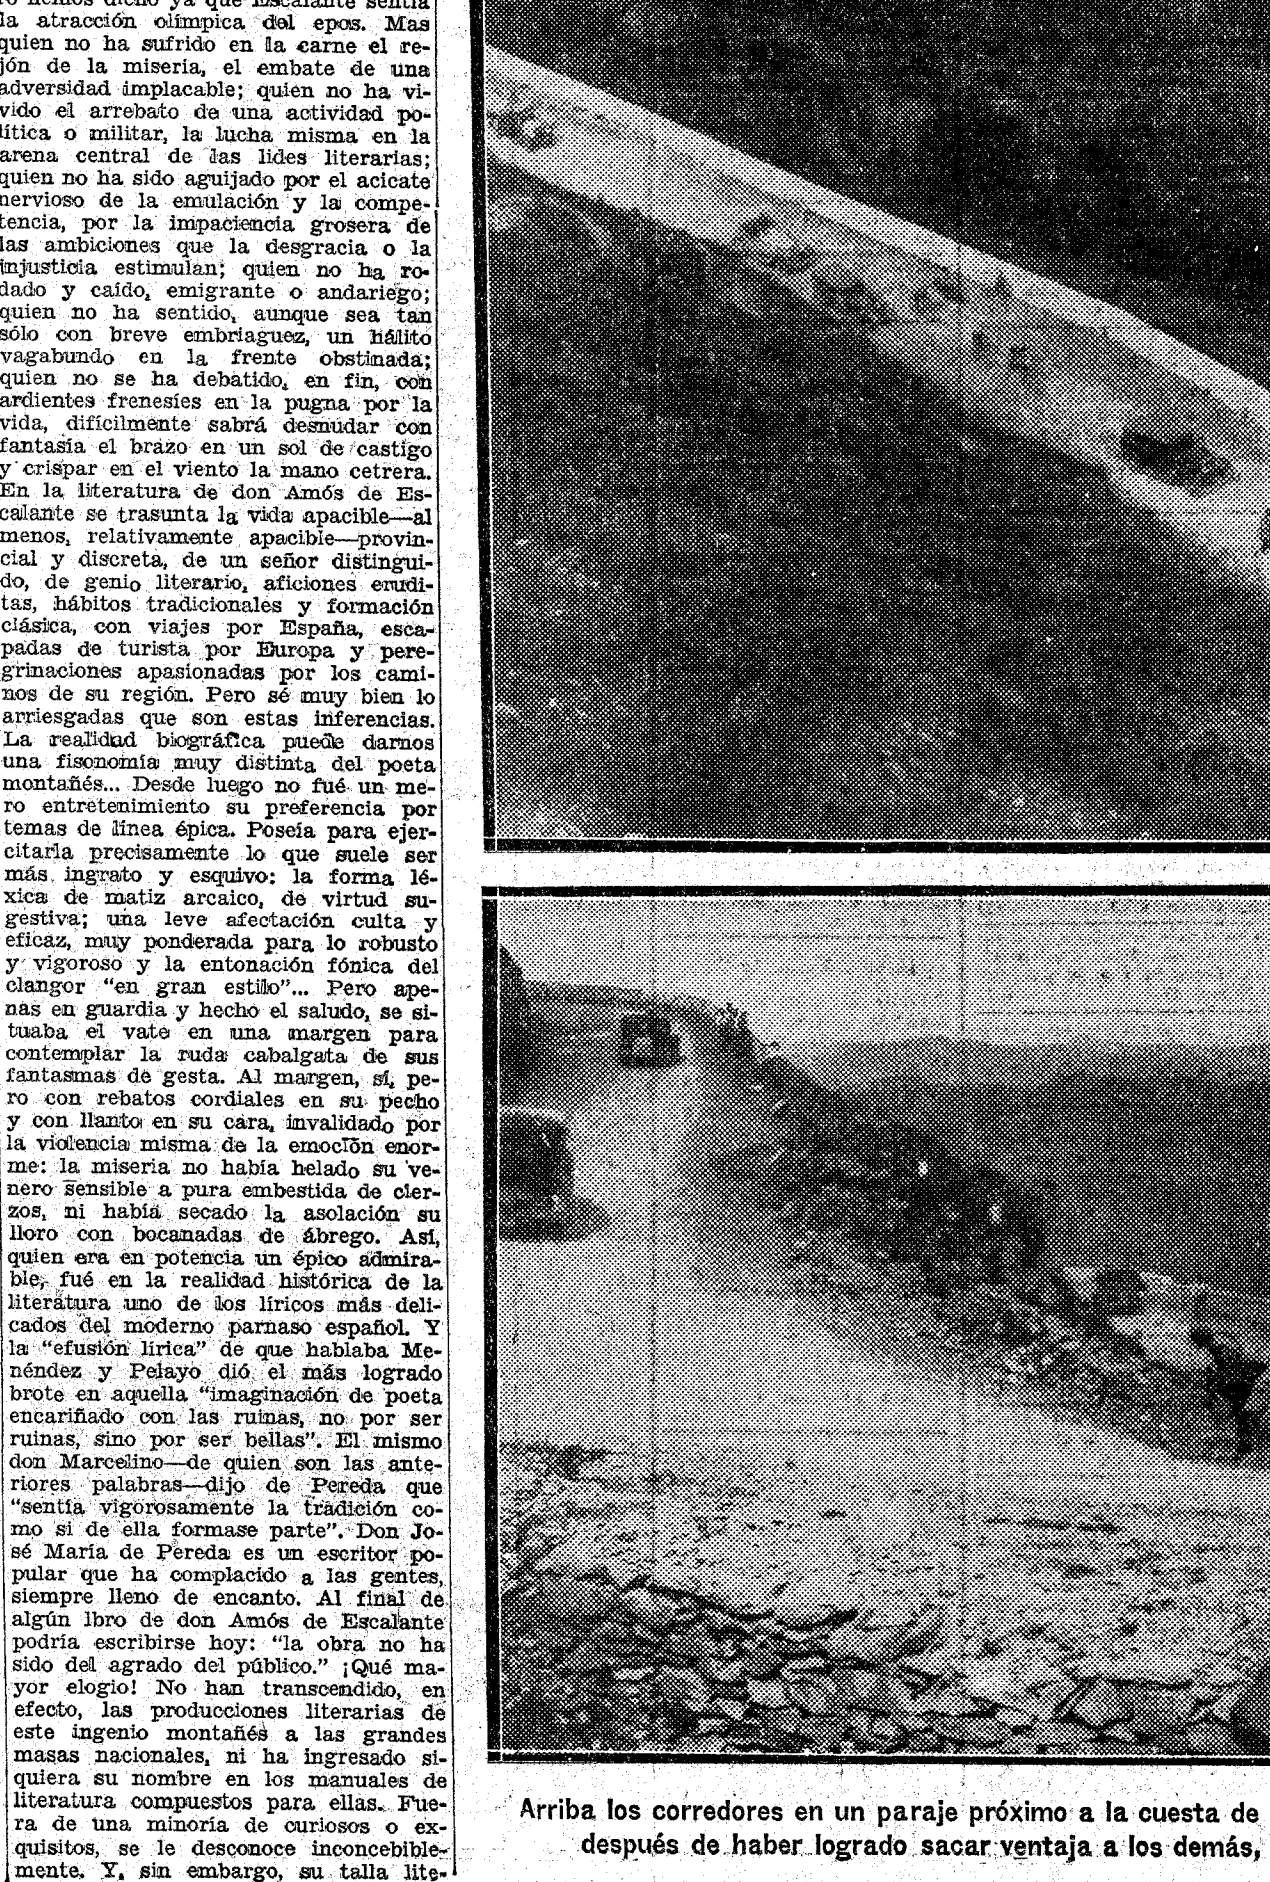 lo hemos dicho ya que Escalante sentía
la atracción olímpica del epos. Mas
quien no ha sufrido en la carne el re-
jón de la miseria, el embate de una
adversidad implacable; quien no ha vi-
vido el arrebato de una actividad po-
lítica o militar, la lucha misma en la
arena central de las lides literarias;
quien no ha sido aguijado por el acicate
nervioso de la emulación y la compe-
tencia, por la impaciencia grosera de
las ambiciones que la desgracia o la
injusticia estimulan; quien no ha ro-
dado y caído, emigrante o andariego;
quien no ha sentido, aunque sea tan
sólo con breve embriaguez, un hálito
vagabundo en la frente obstinada;
quien no se ha debatido, en fin, con
ardientes frenesíes en la pugna por la
vida, difícilmente sabrá desnudar con
fantasía el brazo en un sol de castigo
y crispar en el viento la mano cetrera.
En la literatura de don Amós de Es-
calante se trasunta la vida apacible—al
menos, relativamente apacible—provin-
cial y discreta, de un señor distingui-
do, de genio literario, aficiones erudi-
tas, hábitos tradicionales y formación
clásica, con viajes por España, esca-
padas de turista por Europa y pere-
grinaciones apasionadas por los cami-
nos de su región. Pero sé muy bien lo
arriesgadas que son estas inferencias.
La realidad biográfica puede darnos
una fisonomía muy distinta del poeta
montañés... Desde luego no fué un me-
ro entretenimiento su preferencia por
temas de línea épica. Poseía para ejer-
citarla precisamente lo que suele ser
más ingrato y esquivo: la forma lé-
xica de matiz arcaico, de virtud su-
gestiva; una leve afectación culta y
eficaz, muy ponderada para lo robusto
y vigoroso y la entonación fónica del
clangor "en gran estilo"... Pero ape-
nas en guardia y hecho el saludo, se si-
tuaba el vate en una margen para
contemplar la ruda cabalgata de sus
fantasmas de gesta. Al margen, sí, pe-
ro con rebatos cordiales en su pecho
y con llanto en su cara, invalidado por
la violencia misma de la emoción enor-
me: la miseria no había helado su ve-
nero sensible a pura embestida de cier-
zos, ni había secado la asolación su
lloro con bocanadas de ábrego. Así,
quien era en potencia un épico admira-
ble, fué en la realidad histórica de la
literatura uno de los líricos más deli-
cados del moderno parnaso español. Y
la "efusión lírica" de que hablaba Me-
néndez y Pelayo dió el más logrado
brote en aquella "imaginación de poeta
encariñado con las ruinas, no por ser
ruinas, sino por ser bellas". El mismo
don Marcelino—de quien son las ante-
riores palabras—dijo de Pereda que
"sentía vigorosamente la tradición co-
mo si de ella formase parte". Don Jo-
sé María de Pereda es un escritor po-
pular que ha complacido a las gentes,
siempre lleno de encanto. Al final de
algún lbro de don Amós de Escalante
podría escribirse hoy: "la obra no ha
sido del agrado del público." ¡Qué ma-
yor elogio! No han transcendido, en
efecto, las producciones literarias de
este ingenio montañés a las grandes
masas nacionales, ni ha ingresado si-
quiera su nombre en los manuales de
literatura compuestos para ellas. Fue-
ra de una minoría de curiosos o ex-
quisitos, se le desconoce inconcebible-
mente. Y, sin embargo, su talla lite-
Arriba los corredores en un paraje próximo a la cuesta de
después de haber logrado sacar ventaja a los demás,